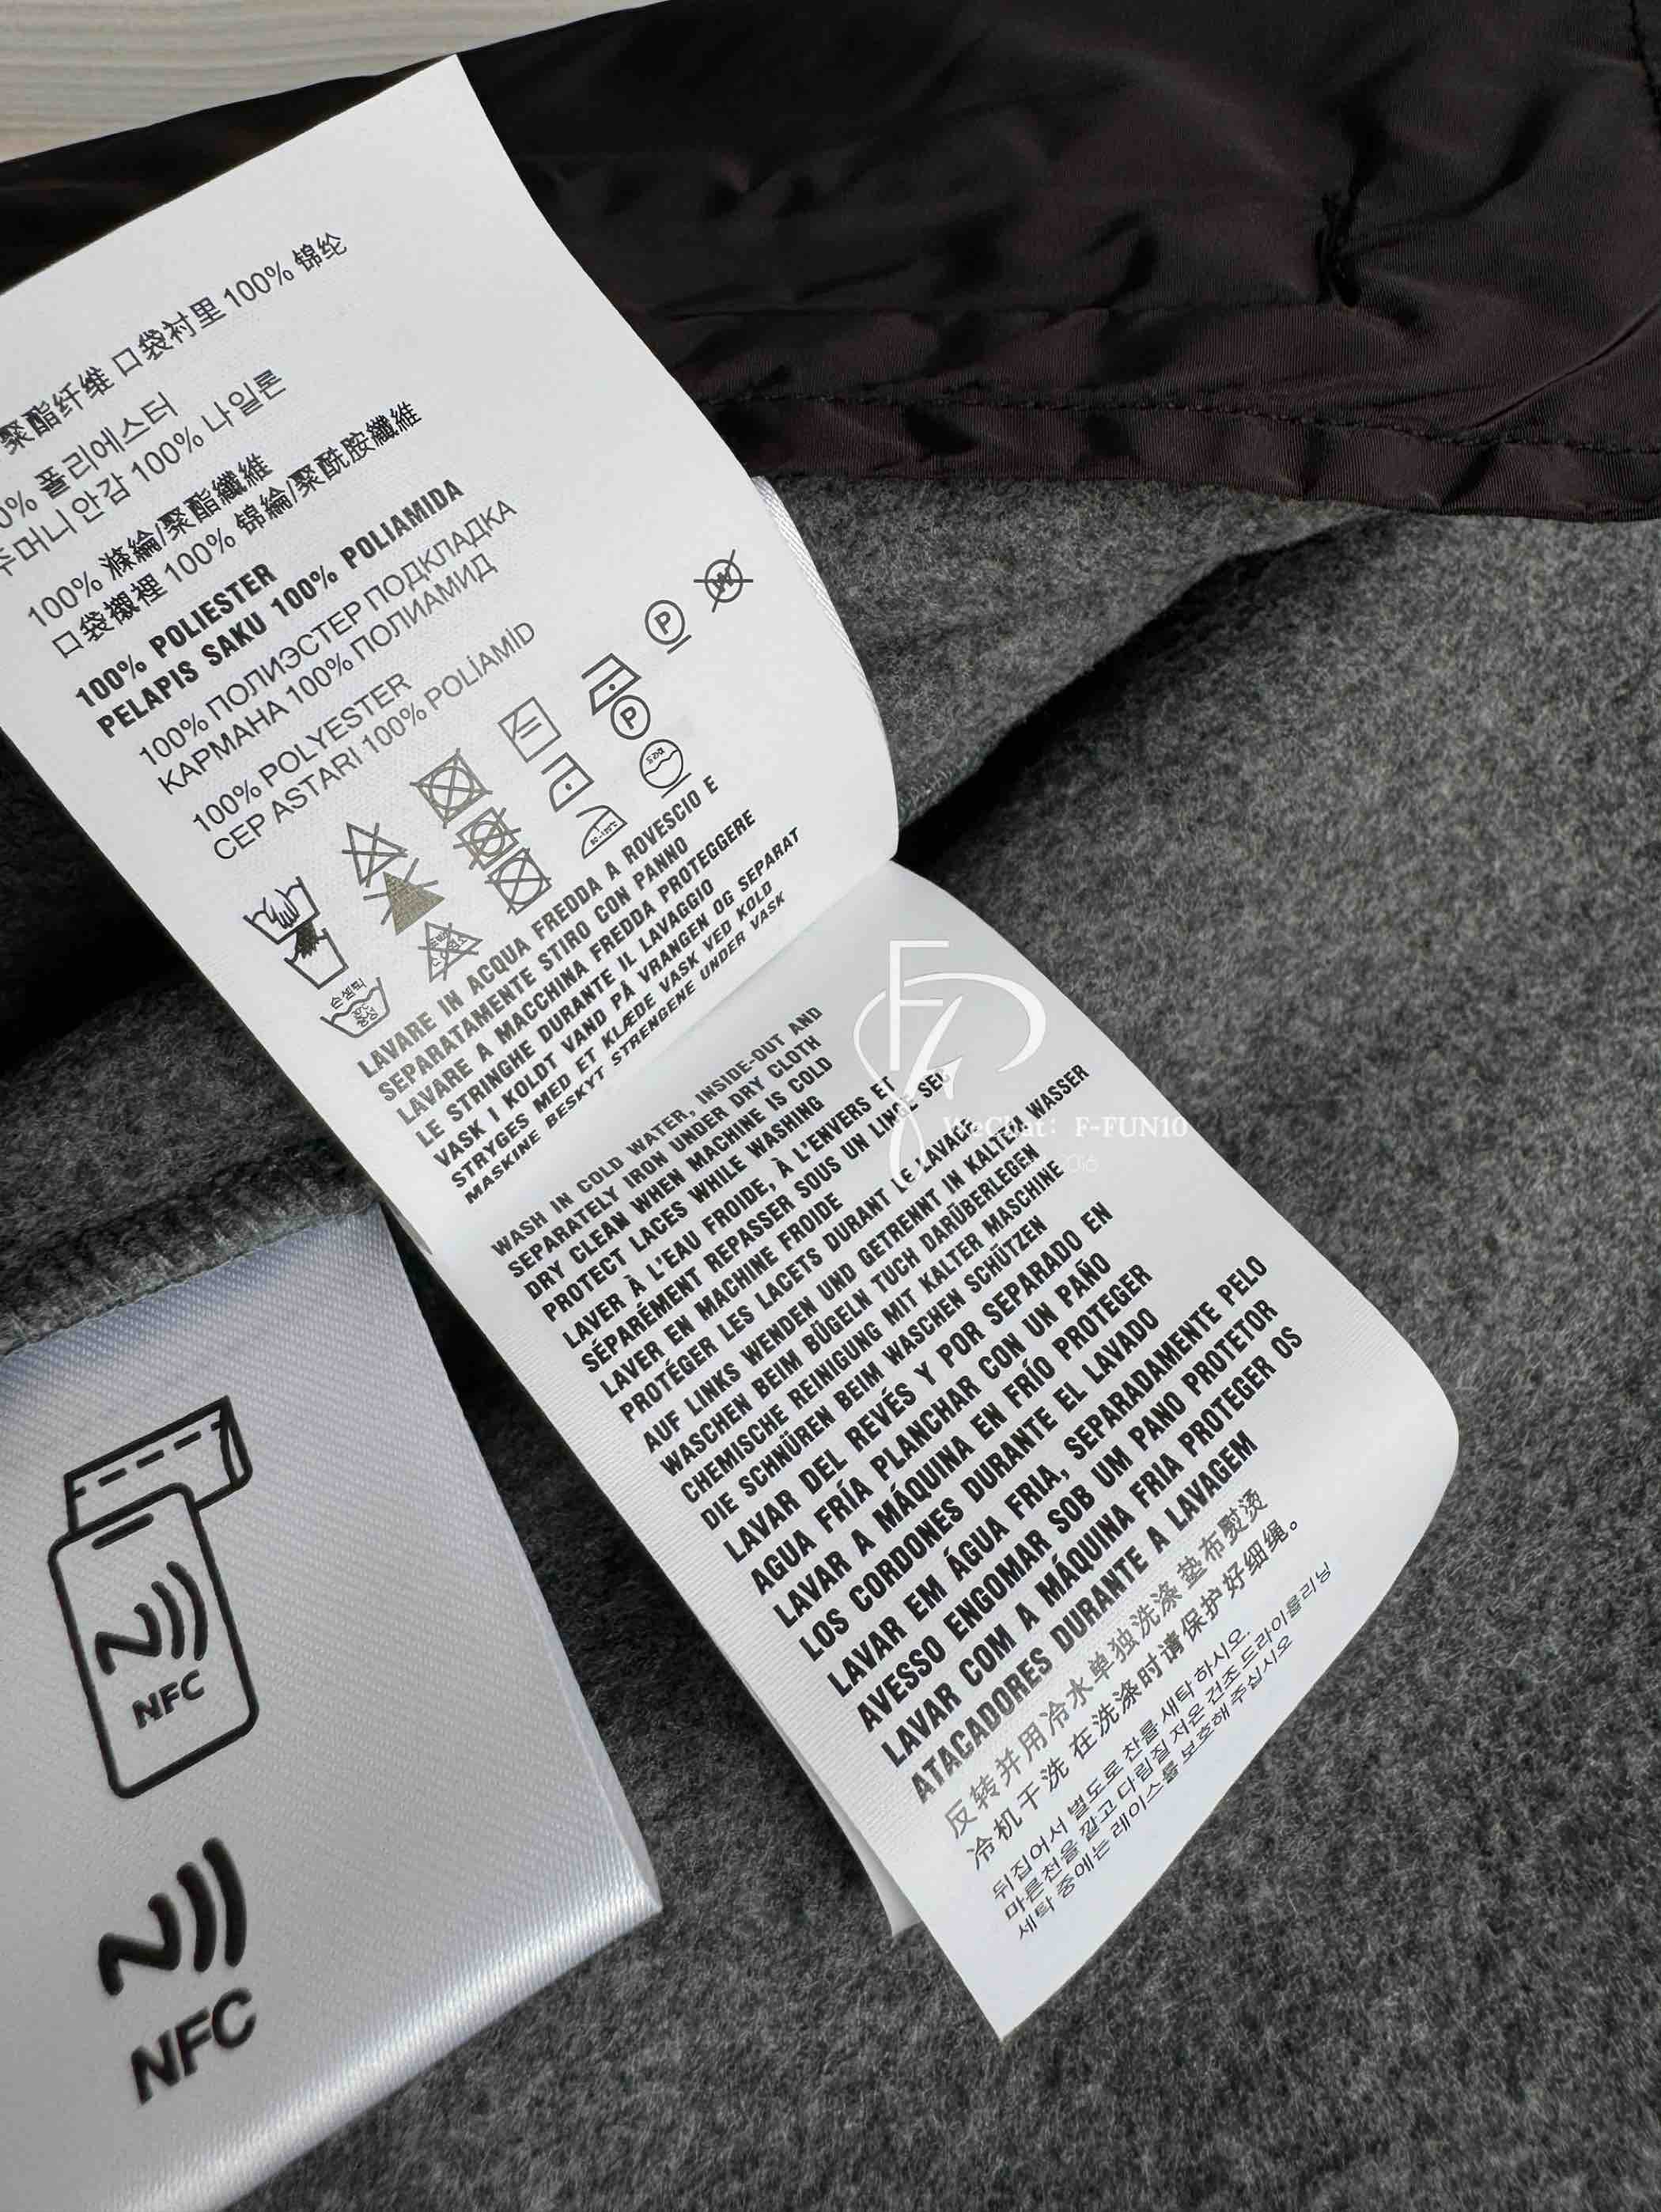 聚酯纤维 口袋衬里 100% 锦纶
0% 폴리에스터
주머니 안감 100% 나일론
100% 滌綸/聚酯纖維
口袋襯裡 100% 锦綸/聚酰胺纖維
100% POLIESTER
PELAPIS SAKU 100% POLIAMIDA
100% ПОЛИЭСТЕР ПОДКЛАДКА
КАРМАНА 100% ПОЛИАМИД
100% POLYESTER
CEP ASTARI 100% POLİAMİD
P
W
P
손세탁
LAVARE IN ACQUA FREDDA A ROVESCIO E
SEPARATAMENTE STIRO CON PANNO
LAVARE A MACCHINA FREDDA PROTEGGERE
LE STRINGHE DURANTE IL LAVAGGIO
VASK I KOLDT VAND PÅ VRANGEN OG SEPARAT
STRYGES MED ET KLÆDE VASK VED KOLD
MASKINE BESKYT STRENGENE UNDER VASK
WASH IN COLD WATER, INSIDE-OUT AND
SEPARATELY IRON UNDER DRY CLOTH
DRY CLEAN WHEN MACHINE IS COLD
PROTECT LACES WHILE WASHING
LAVER À L'EAU FROIDE, À L'ENVERS ET
SÉPARÉMENT REPASSER SOUS UN LINGE SEC
LAVER EN MACHINE FROIDE
PROTÉGER LES LACETS DURANT LE LAVAGE
AUF LINKS WENDEN UND GETRENNT IN KALTEM WASSER
WASCHEN BEIM BÜGELN TUCH DARÜBERLEGEN
CHEMISCHE REINIGUNG MIT KALTER MASCHINE
DIE SCHNÜREN BEIM WASCHEN SCHÜTZEN
LAVAR DEL REVÉS Y POR SEPARADO EN
AGUA FRÍA PLANCHAR CON UN PAÑO
LAVAR A MÁQUINA EN FRÍO PROTEGER
LOS CORDONES DURANTE EL LAVADO
LAVAR EM ÁGUA FRIA, SEPARADAMENTE PELO
AVESSO ENGOMAR SOB UM PANO PROTETOR
LAVAR COM A MÁQUINA FRIA PROTEGER OS
ATACADORES DURANTE A LAVAGEM
反转并用冷水单独洗涤 垫布熨烫
冷机干洗 在洗涤时请保护好细绳。
뒤집어서 별도로 찬물 세탁 하시오.
마른천을 깔고 다림질 저온 건조드라이클리닝
세탁 중에는 레이스를 보호해 주십시오
WeChat: F-FUN10
2016
NFC
NFC